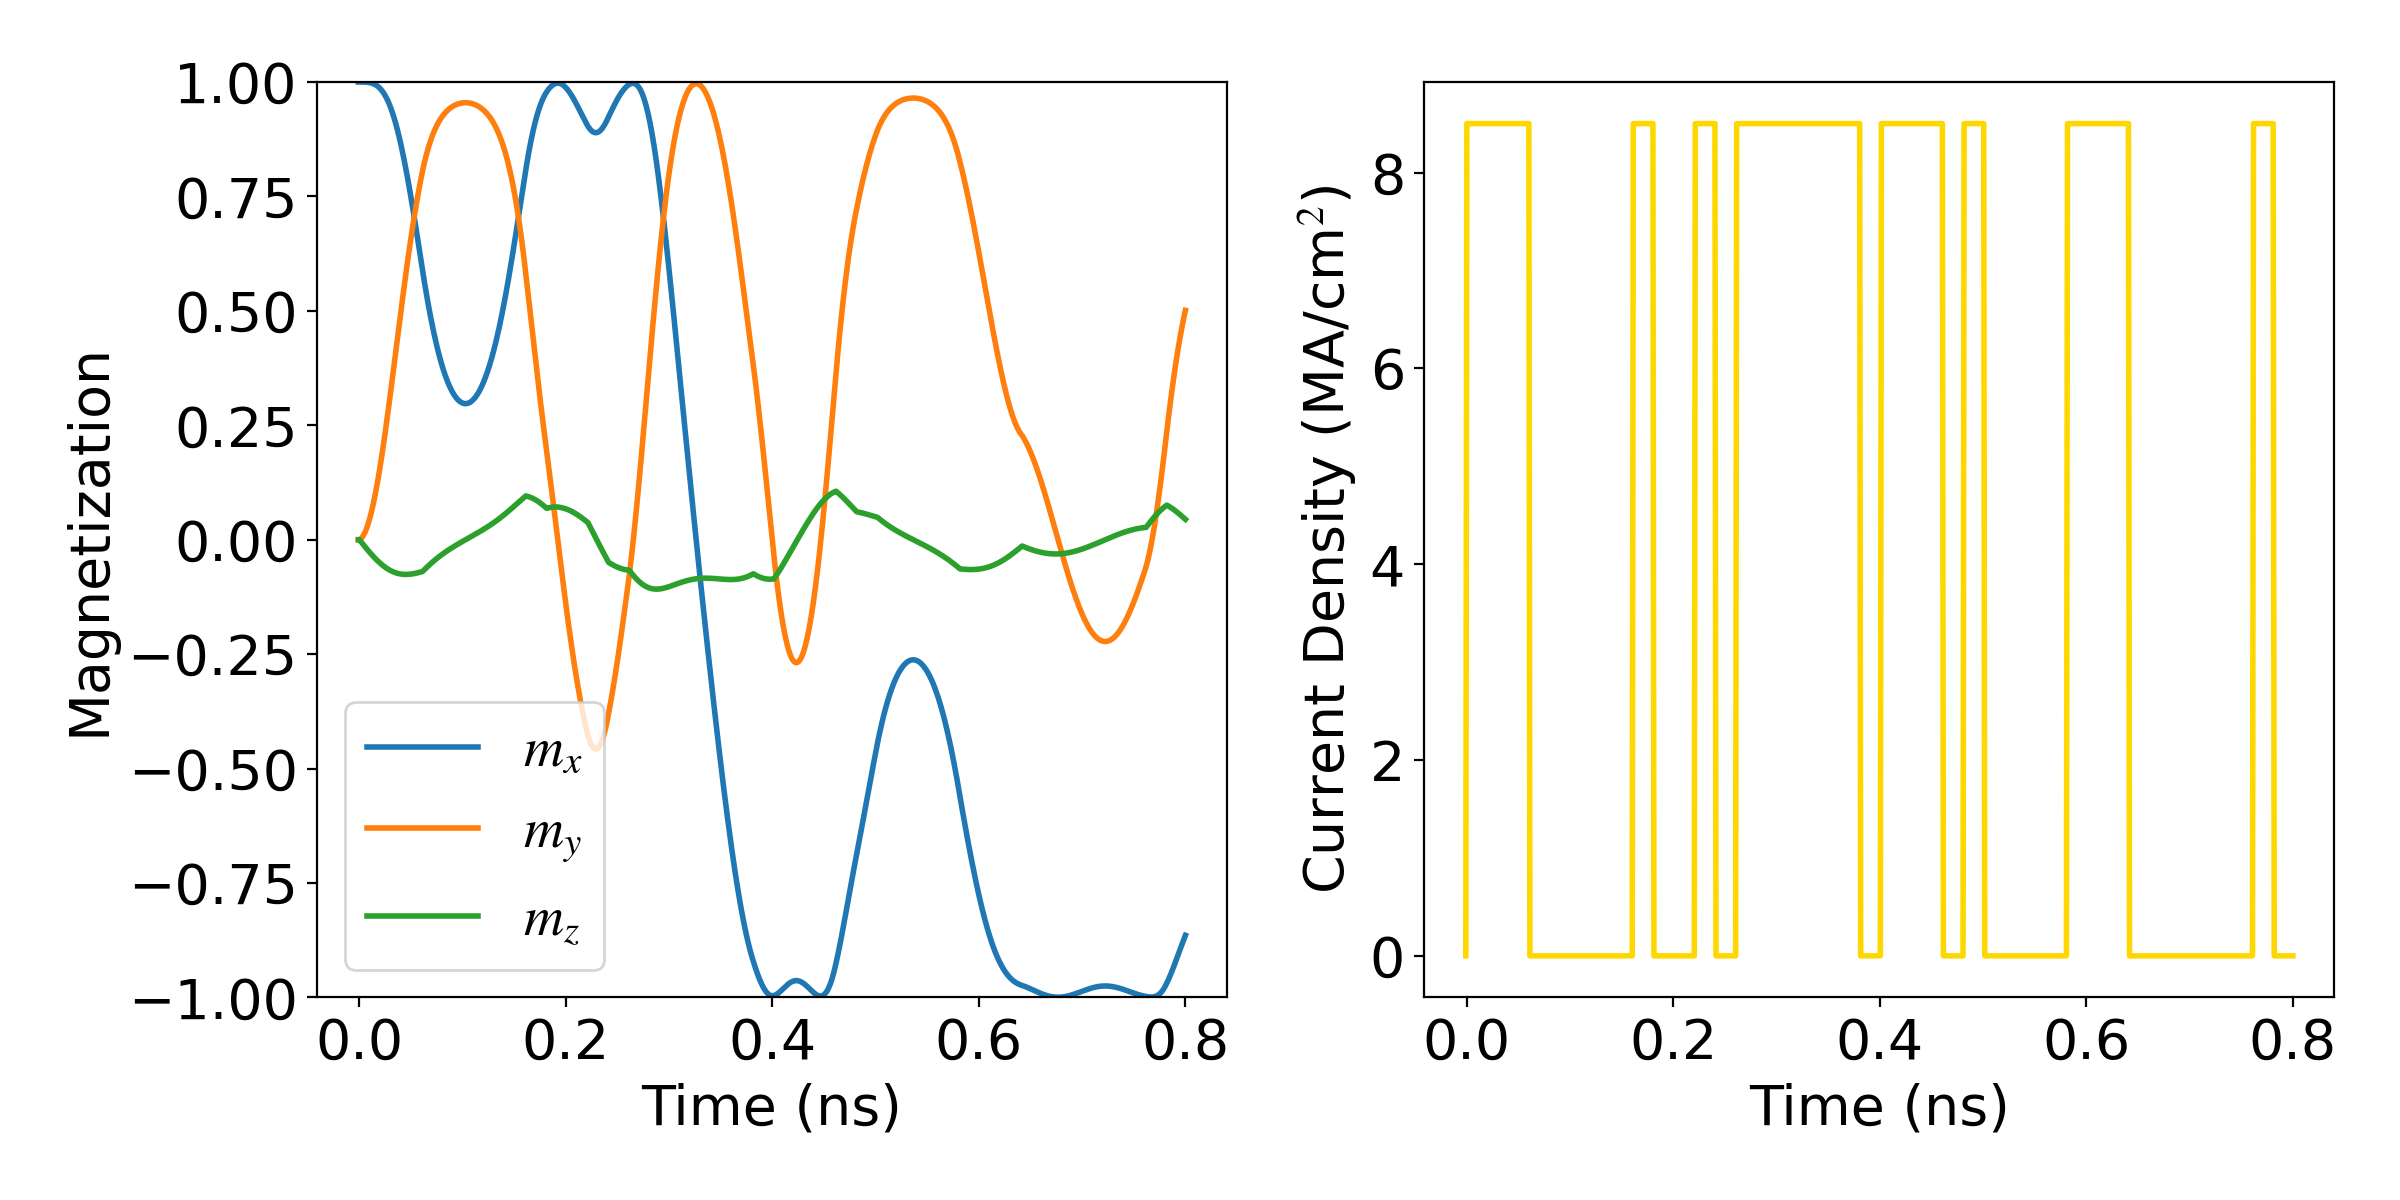 Magnetization
1.00
0.75
0.50
0.25
0.00
−0.25
−0.50
−0.75
−1.00
m_x
m_y
m_z
0.0 0.2 0.4 0.6 0.8
Time (ns)
Current Density (MA/cm²)
8
6
4
2
0
0.0 0.2 0.4 0.6 0.8
Time (ns)